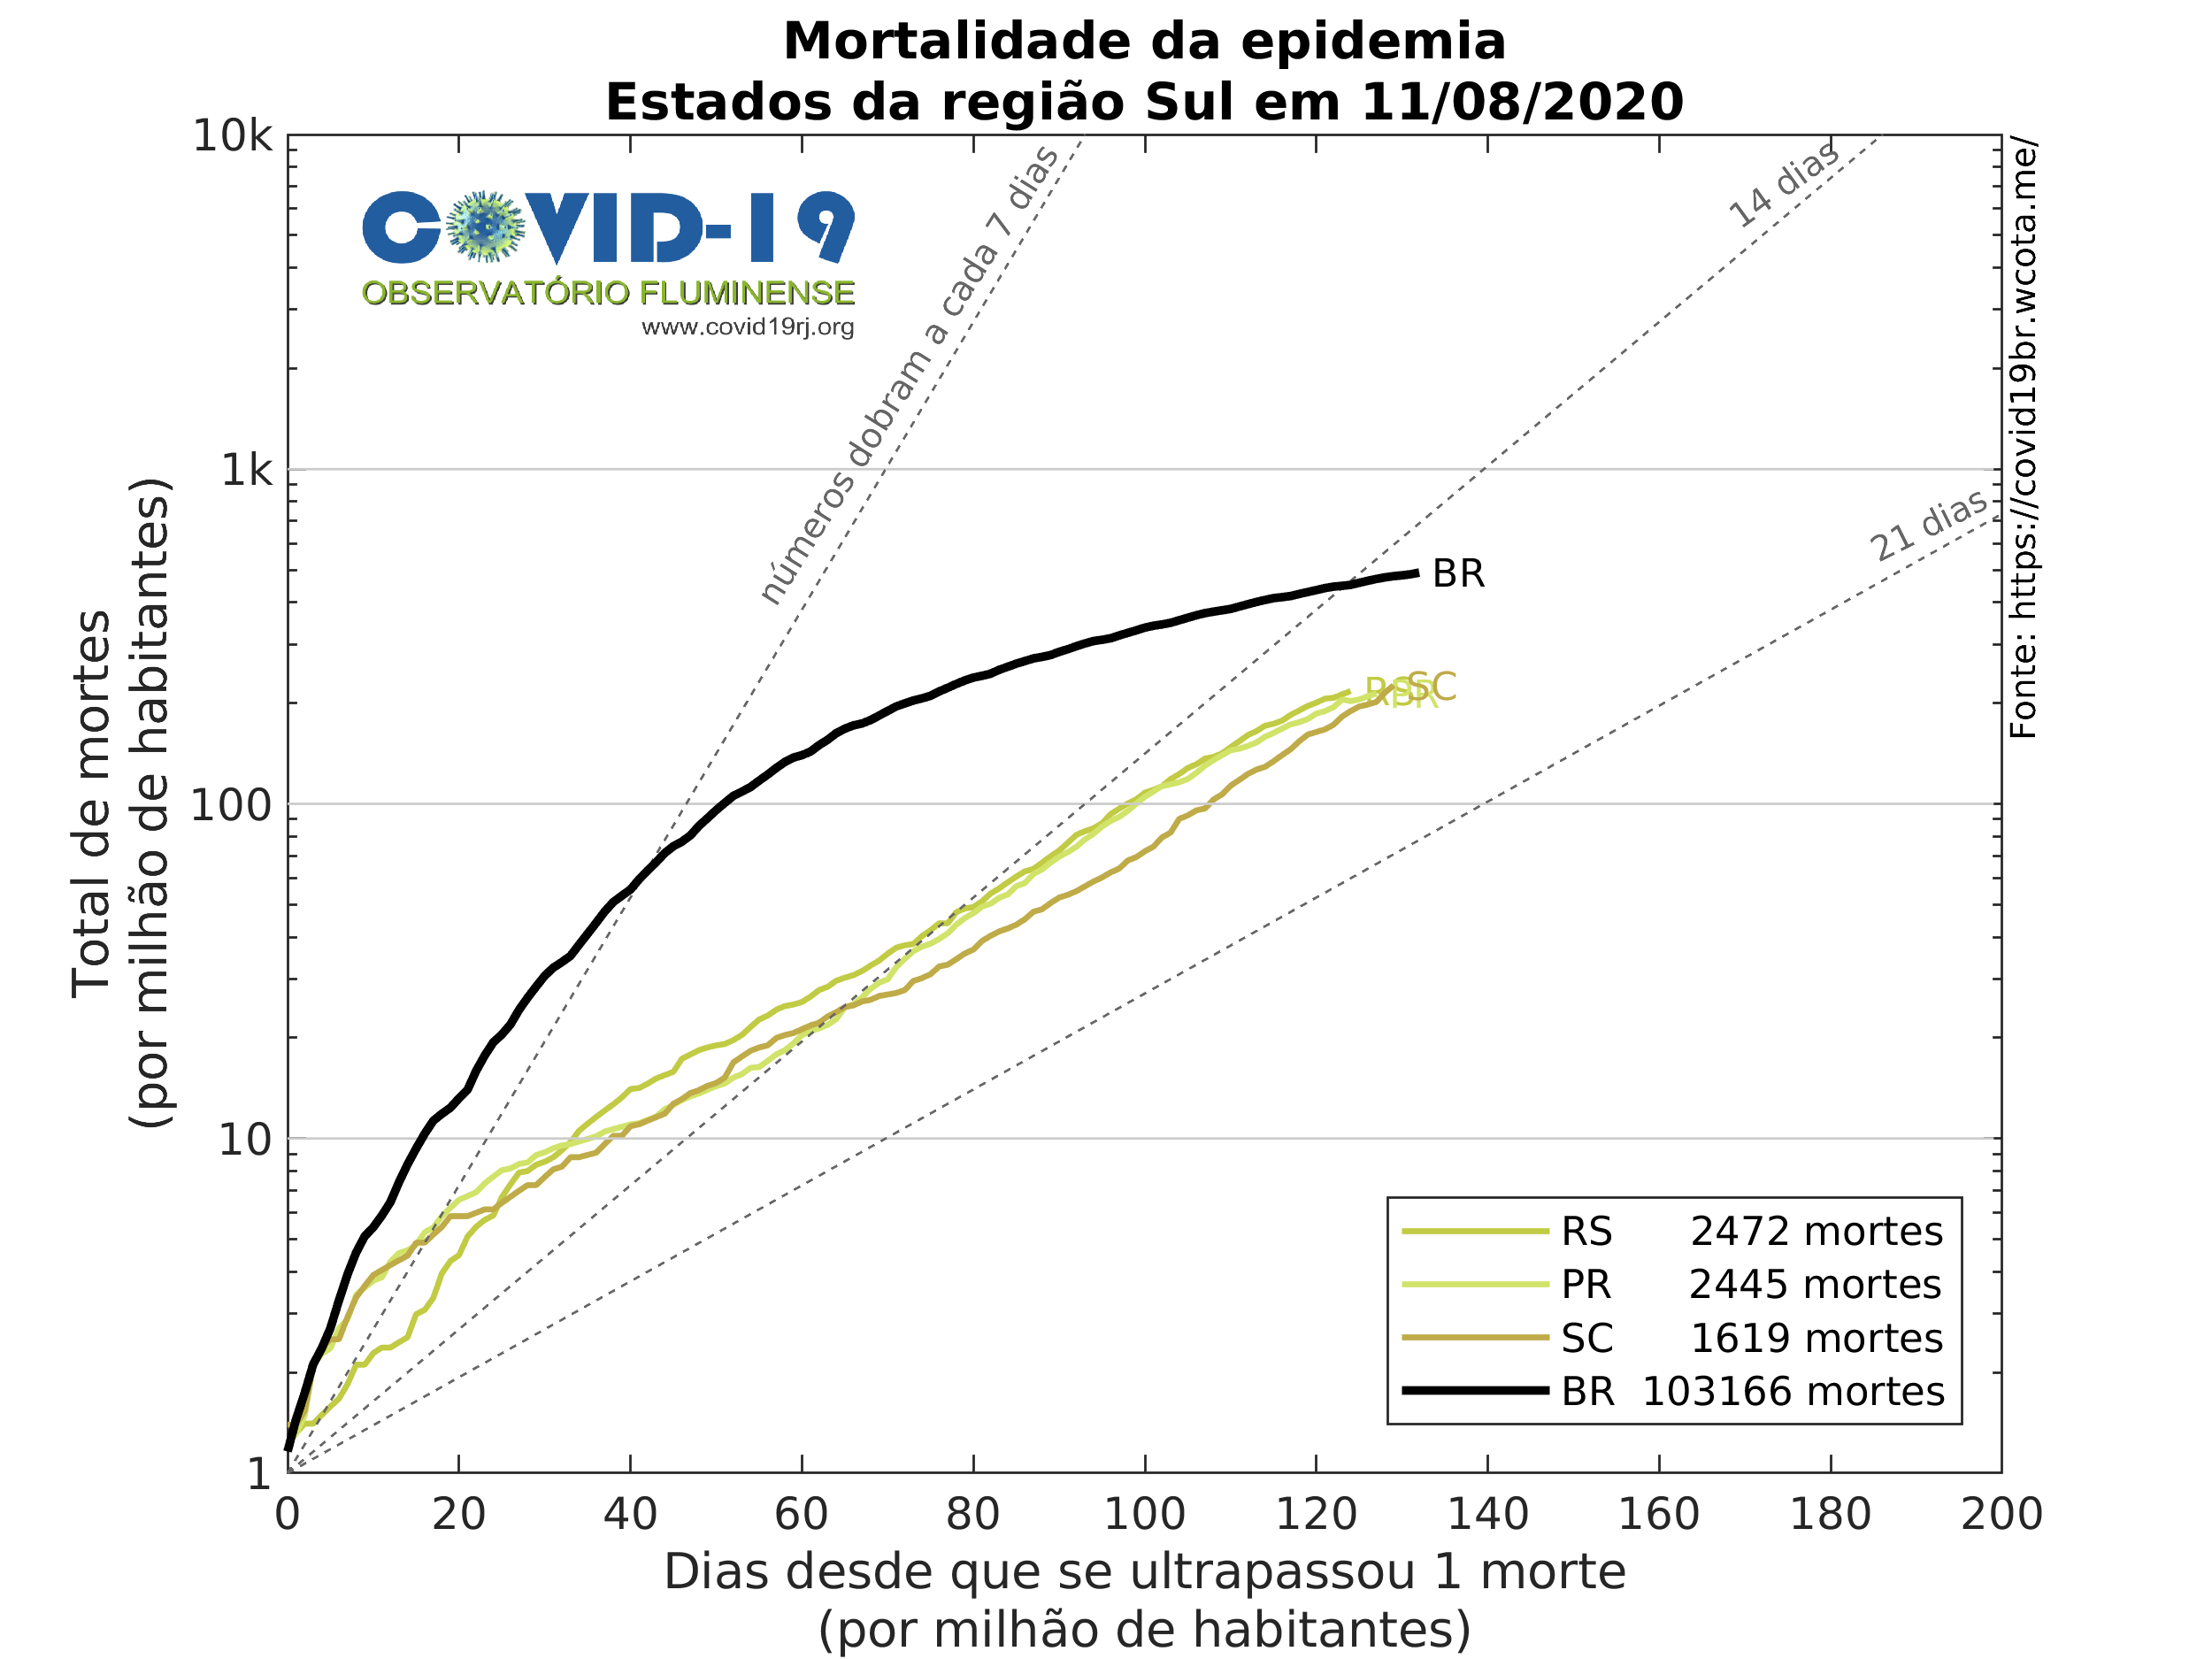 Mortalidade da epidemia
Estados da região Sul em 11/08/2020
10k
1k
100
10
1
Total de mortes
(por milhão de habitantes)
COVID-19
OBSERVATÓRIO FLUMINENSE
www.covid19rj.org
números dobram a cada 7 dias
14 dias
21 dias
BR
RS
PR
SC
Fonte: https://covid19br.wcota.me/
RS 2472 mortes
PR 2445 mortes
SC 1619 mortes
BR 103166 mortes
0 20 40 60 80 100 120 140 160 180 200
Dias desde que se ultrapassou 1 morte
(por milhão de habitantes)